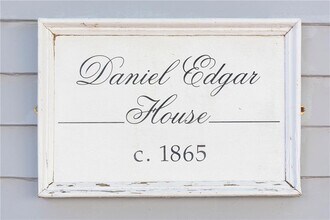 Daniel Edgar
House
c. 1865